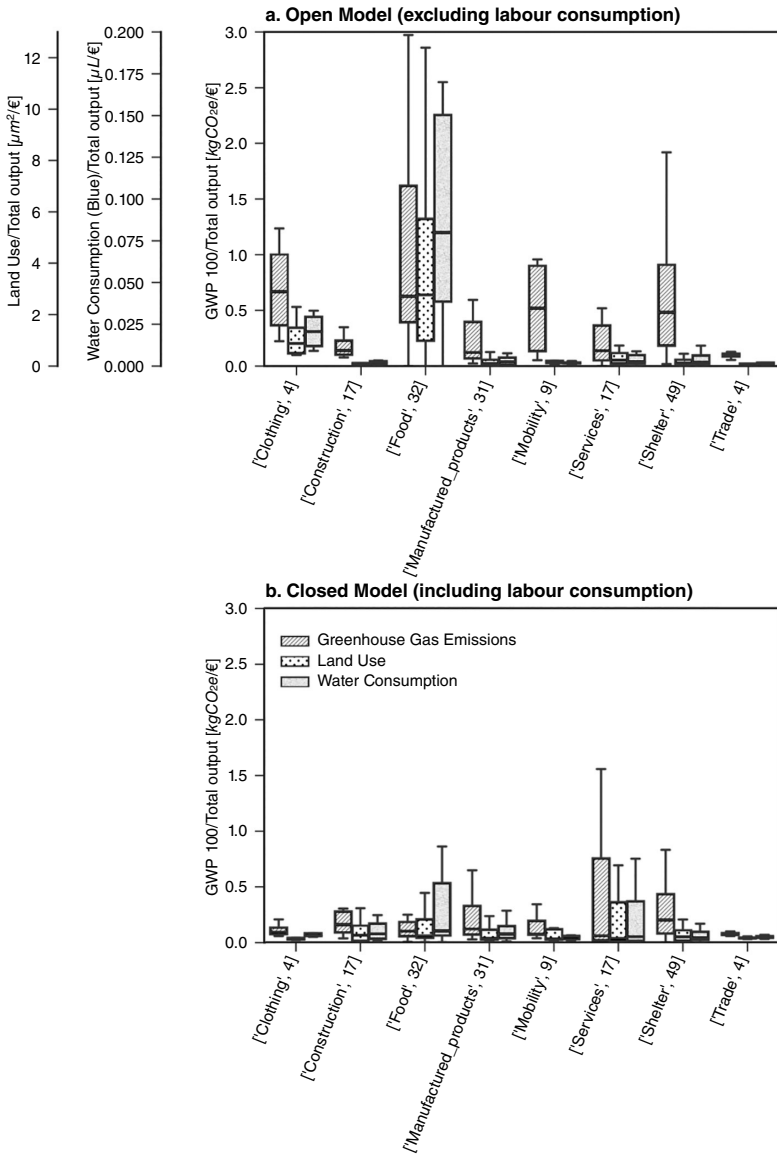 a. Open Model (excluding labour consumption)
Land Use/Total output [μm²/€]
12
10
8
6
4
2
0
Water Consumption (Blue)/Total output [μL/€]
0.200
0.175
0.150
0.125
0.100
0.075
0.050
0.025
0.000
GWP 100/Total output [kgCO₂e/€]
3.0
2.5
2.0
1.5
1.0
0.5
0.0
['Clothing', 4]
['Construction', 17]
['Food', 32]
['Manufactured_products', 31]
['Mobility', 9]
['Services', 17]
['Shelter', 49]
['Trade', 4]
b. Closed Model (including labour consumption)
GWP 100/Total output [kgCO₂e/€]
3.0
2.5
2.0
1.5
1.0
0.5
0.0
Greenhouse Gas Emissions
Land Use
Water Consumption
['Clothing', 4]
['Construction', 17]
['Food', 32]
['Manufactured_products', 31]
['Mobility', 9]
['Services', 17]
['Shelter', 49]
['Trade', 4]